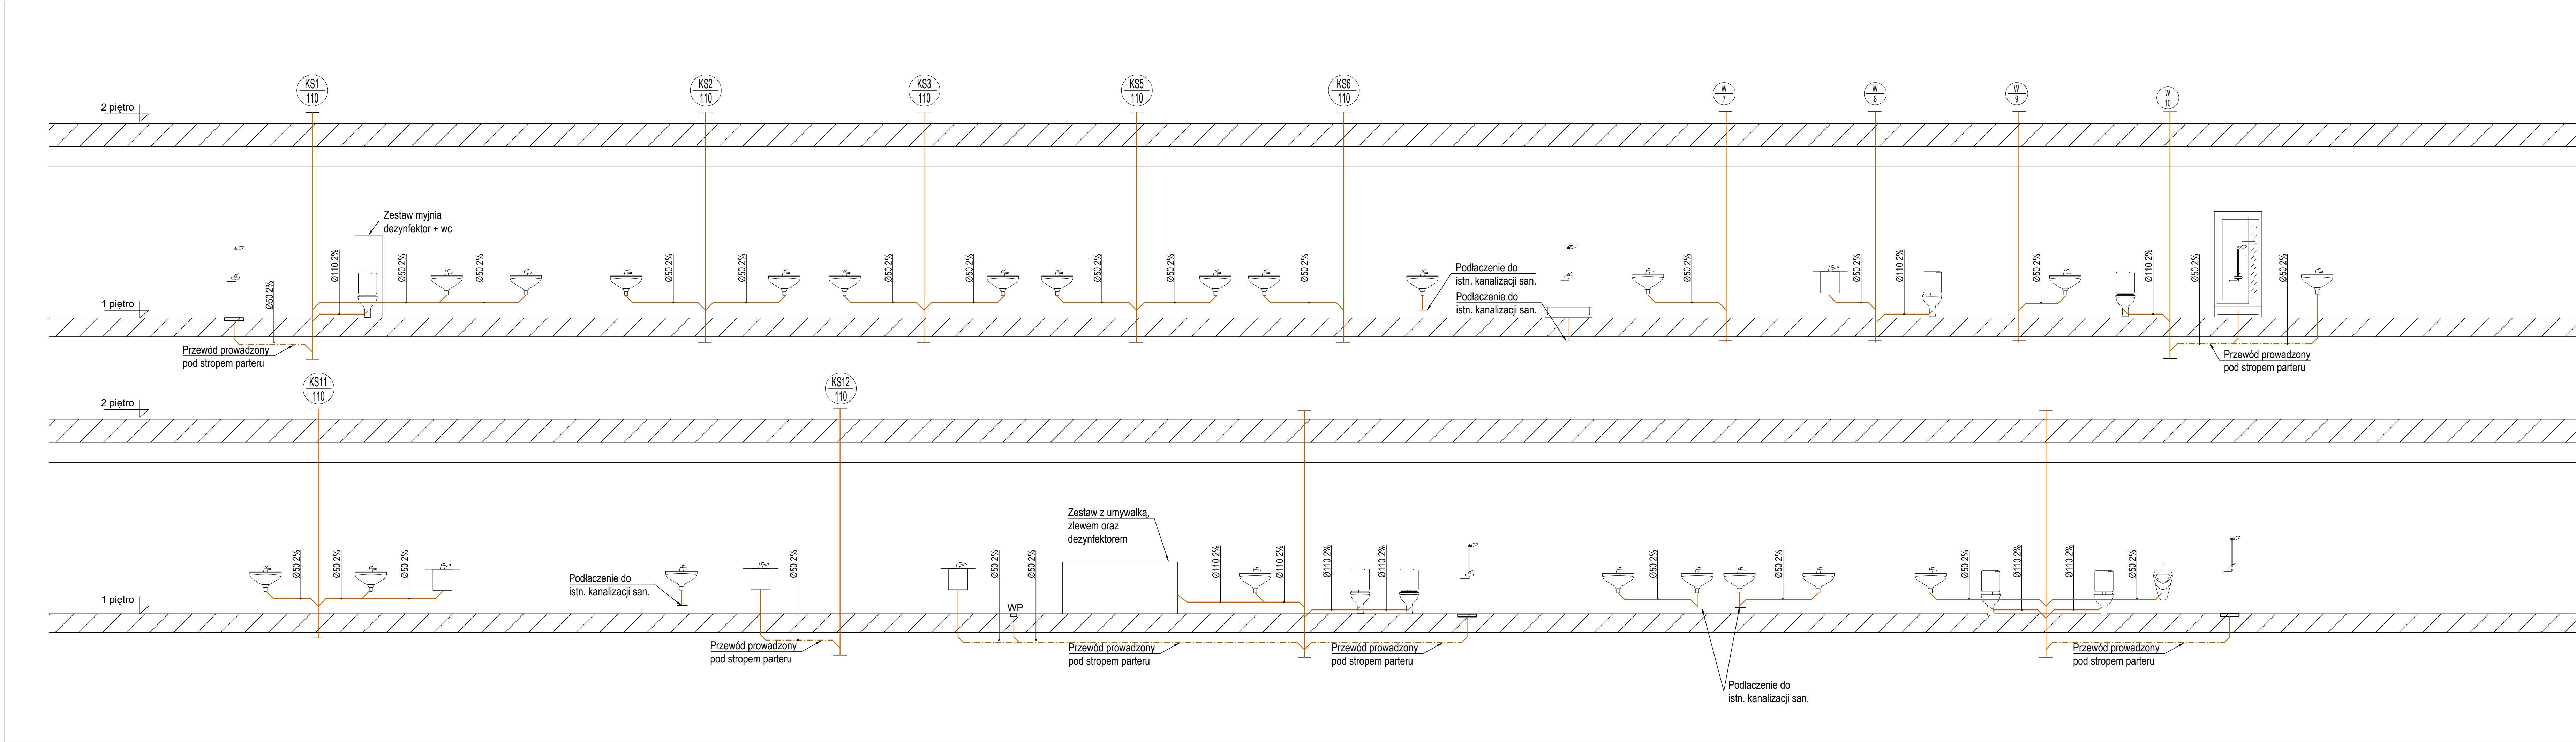 KS1
110
KS2
110
KS3
110
KS5
110
KS6
110
W
7
W
8
W
9
W
10
2 piętro
Zestaw myjnia
dezynfektor + wc
Ø50 2%
Ø110 2%
Ø50 2%
Ø50 2%
Ø50 2%
Ø50 2%
Ø50 2%
Ø50 2%
Ø50 2%
Ø50 2%
Ø50 2%
Podłaczenie do
istn. kanalizacji san.
Podłaczenie do
istn. kanalizacji san.
Ø50 2%
Ø50 2%
Ø110 2%
Ø50 2%
Ø110 2%
Ø50 2%
Ø50 2%
1 piętro
Przewód prowadzony
pod stropem parteru
Przewód prowadzony
pod stropem parteru
KS11
110
KS12
110
2 piętro
Zestaw z umywalką,
zlewem oraz
dezynfektorem
Ø50 2%
Ø50 2%
Ø50 2%
Podłaczenie do
istn. kanalizacji san.
Ø50 2%
Ø50 2%
Ø50 2%
Ø110 2%
Ø110 2%
Ø110 2%
Ø110 2%
Ø50 2%
Ø50 2%
Ø50 2%
Ø110 2%
Ø110 2%
Ø50 2%
1 piętro
WP
Przewód prowadzony
pod stropem parteru
Przewód prowadzony
pod stropem parteru
Przewód prowadzony
pod stropem parteru
Przewód prowadzony
pod stropem parteru
Podłaczenie do
istn. kanalizacji san.